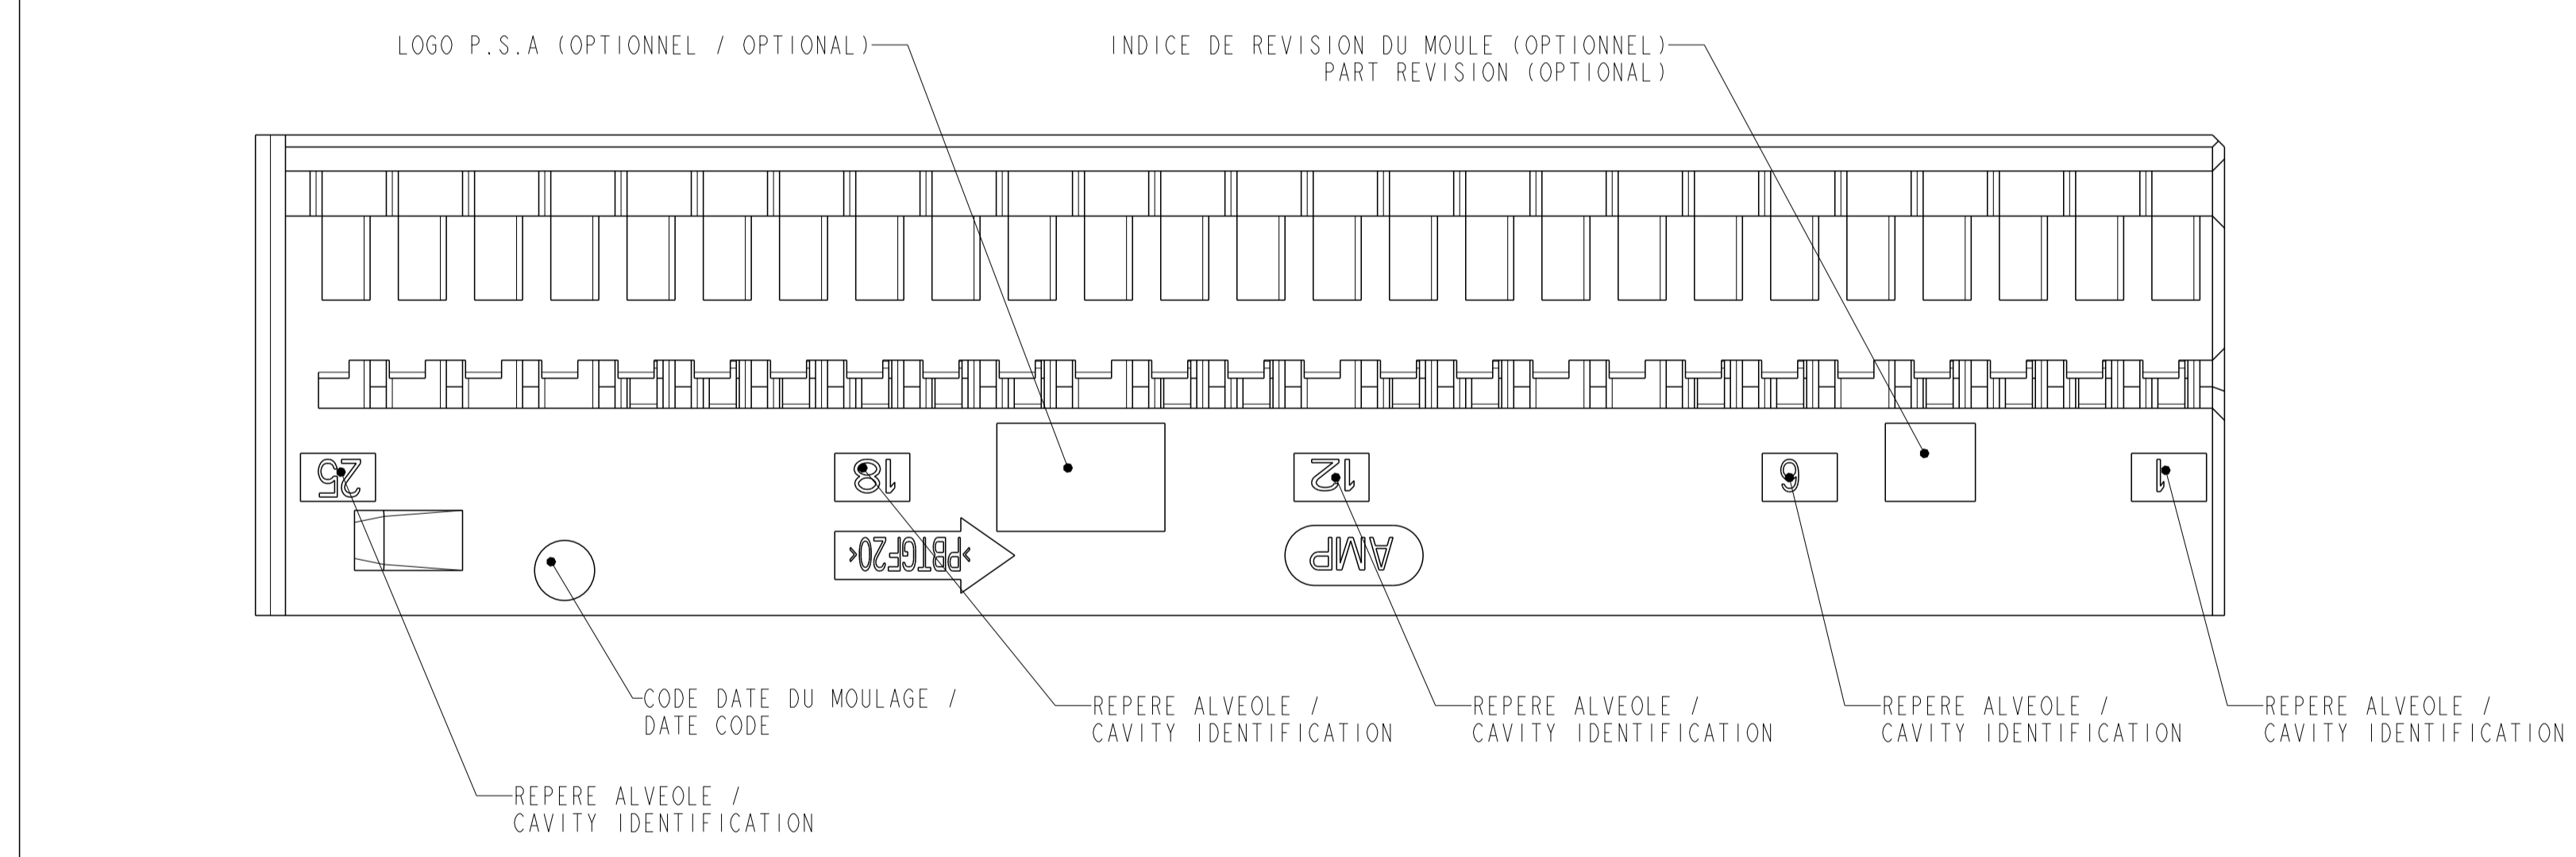 LOGO P.S.A (OPTIONNEL / OPTIONAL)
INDICE DE REVISION DU MOULE (OPTIONNEL)
PART REVISION (OPTIONAL)
25
18
12
6
1
>PBTGF20<
AMP
CODE DATE DU MOULAGE /
DATE CODE
REPERE ALVEOLE /
CAVITY IDENTIFICATION
REPERE ALVEOLE /
CAVITY IDENTIFICATION
REPERE ALVEOLE /
CAVITY IDENTIFICATION
REPERE ALVEOLE /
CAVITY IDENTIFICATION
REPERE ALVEOLE /
CAVITY IDENTIFICATION